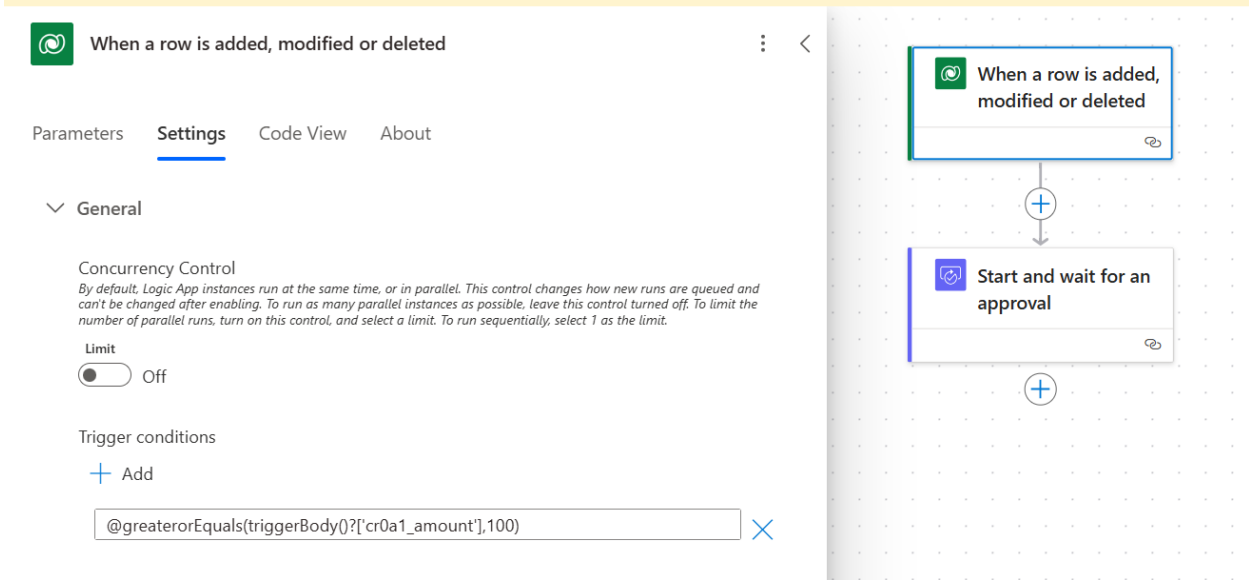 When a row is added, modified or deleted
Parameters Settings Code View About
General
Concurrency Control
By default, Logic App instances run at the same time, or in parallel. This control changes how new runs are queued and
can't be changed after enabling. To run as many parallel instances as possible, leave this control turned off. To limit the
number of parallel runs, turn on this control, and select a limit. To run sequentially, select 1 as the limit.
Limit
Off
Trigger conditions
Add
@greaterorEquals(triggerBody()?['cr0a1_amount'],100)
When a row is added,
modified or deleted
Start and wait for an
approval